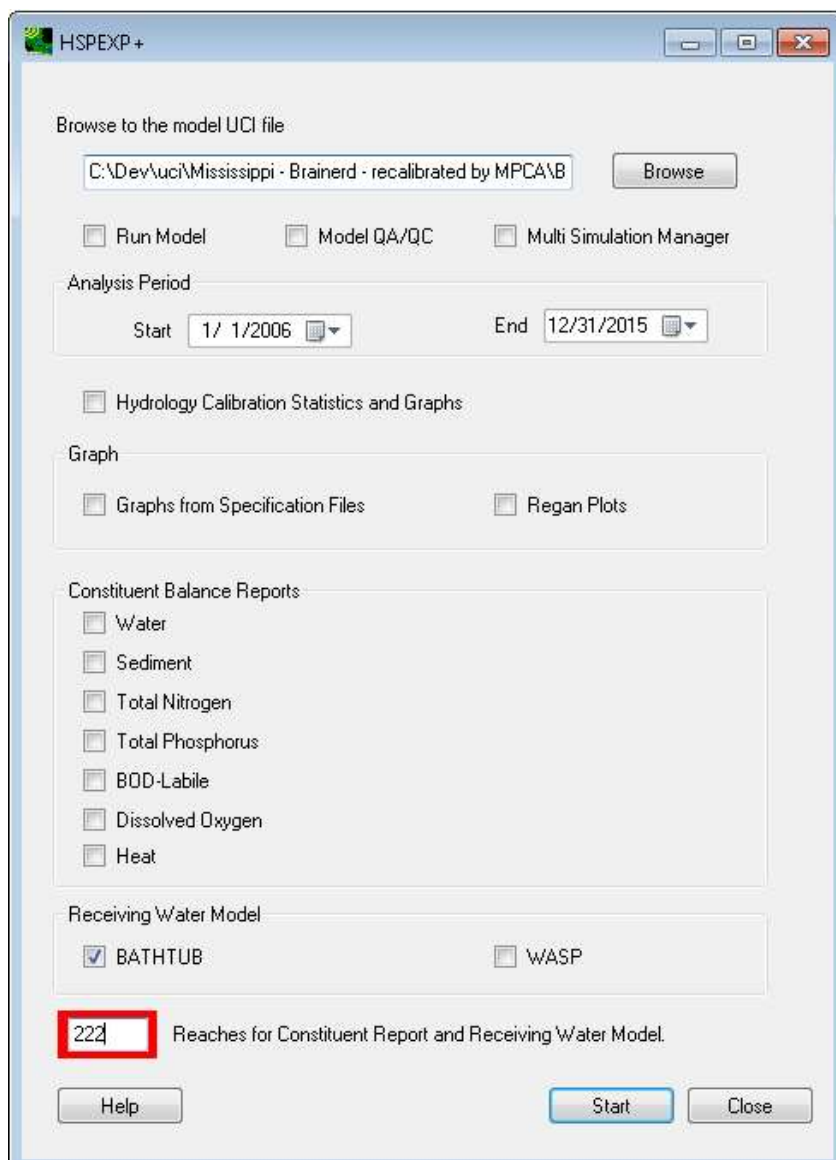 HSPEXP+
Browse to the model UCI file
C:\Dev\uci\Mississippi - Brainerd - recalibrated by MPCA\B Browse
Run Model Model QA/QC Multi Simulation Manager
Analysis Period
Start 1/ 1/2006 End 12/31/2015
Hydrology Calibration Statistics and Graphs
Graph
Graphs from Specification Files Regan Plots
Constituent Balance Reports
Water
Sediment
Total Nitrogen
Total Phosphorus
BOD-Labile
Dissolved Oxygen
Heat
Receiving Water Model
BATHTUB WASP
222 Reaches for Constituent Report and Receiving Water Model.
Help Start Close